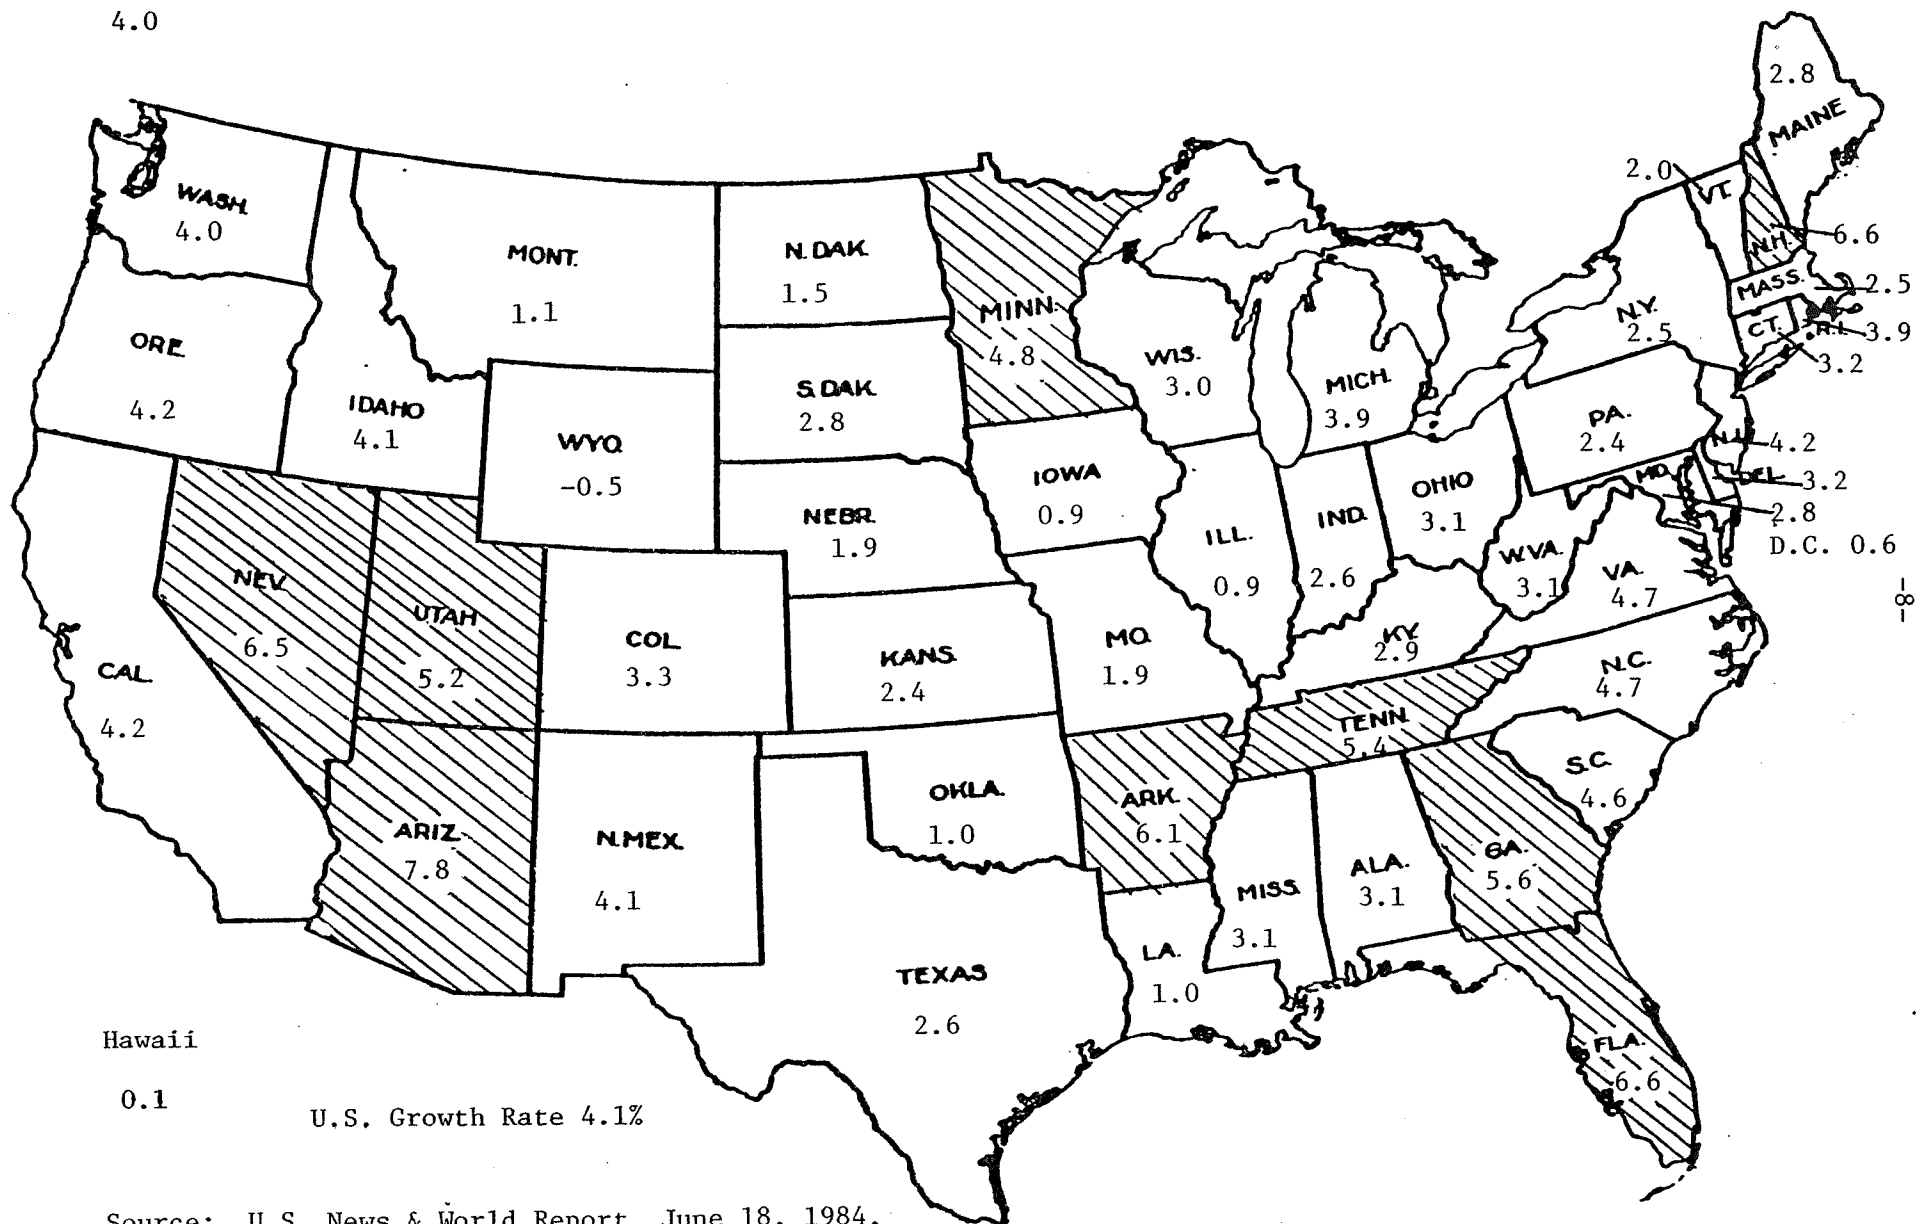 4.0
2.8
MAINE
2.0
VT.
WASH.
4.0
6.6
N.H.
MONT.
1.1
N. DAK.
1.5
MASS.
2.5
MINN.
4.8
N.Y.
2.5
R.I.
3.9
CT.
3.2
ORE.
4.2
WIS.
3.0
MICH.
3.9
S. DAK.
2.8
IDAHO
4.1
PA.
2.4
N.J.
4.2
WYO.
-0.5
IOWA
0.9
OHIO
3.1
MD.
DEL.
3.2
2.8
D.C. 0.6
NEBR.
1.9
ILL.
0.9
IND.
2.6
W.VA.
3.1
VA.
4.7
-8-
NEV.
6.5
UTAH
5.2
COL.
3.3
KANS.
2.4
MO.
1.9
KY.
2.9
N.C.
4.7
CAL.
4.2
TENN.
5.4
S.C.
4.6
ARIZ.
7.8
N. MEX.
4.1
OKLA.
1.0
ARK.
6.1
MISS.
3.1
ALA.
3.1
GA.
5.6
LA.
1.0
TEXAS
2.6
FLA.
6.6
Hawaii
0.1
U.S. Growth Rate 4.1%
Source: U.S. News & World Report, June 18, 1984.